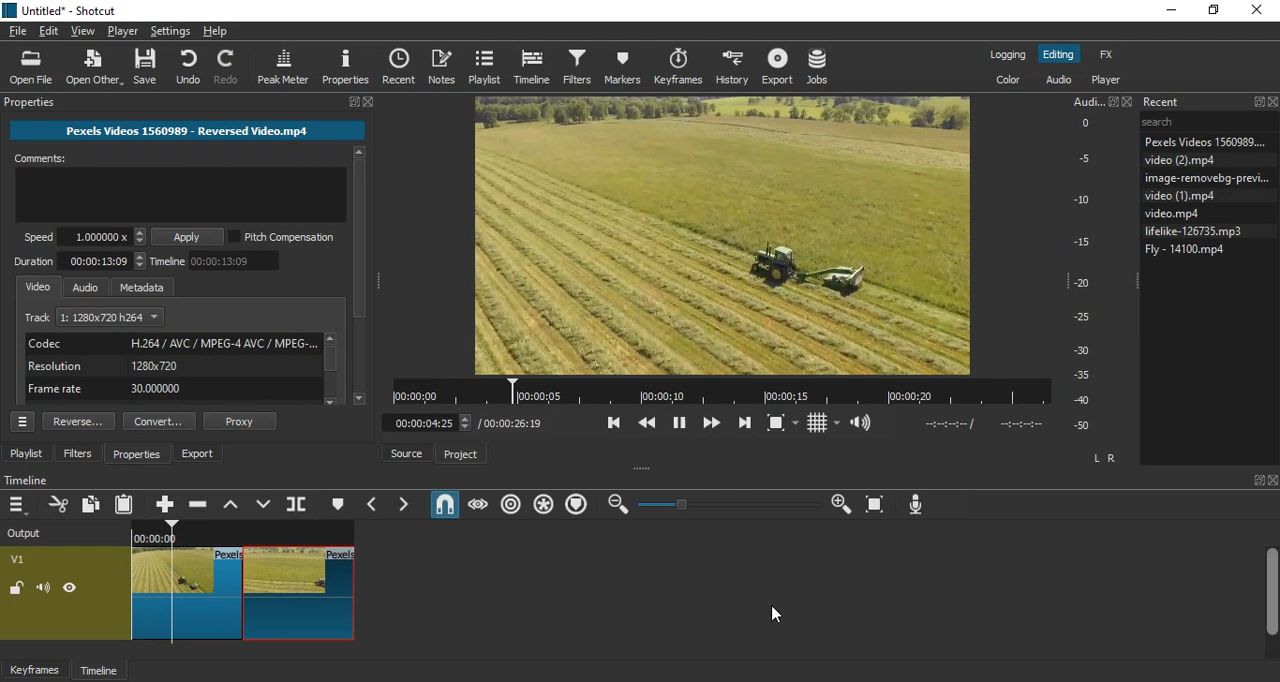 Untitled* - Shotcut
File Edit View Player Settings Help
Open File Open Other.. Save Undo Redo Peak Meter Properties Recent Notes Playlist Timeline Filters Markers Keyframes History Export Jobs
Logging Editing FX
Color Audio Player
Properties
Pexels Videos 1560989 - Reversed Video.mp4
Comments:
Speed 1.000000 x Apply Pitch Compensation
Duration 00:00:13:09 Timeline 00:00:13:09
Video Audio Metadata
Track 1: 1280x720 h264
Codec H.264 / AVC / MPEG-4 AVC / MPEG-...
Resolution 1280x720
Frame rate 30.000000
Reverse... Convert... Proxy
Playlist Filters Properties Export
00:00:00 00:00:05 00:00:10 00:00:15 00:00:20
00:00:04:25 / 00:00:26:19
--:--:--:-- / --:--:--:--
Source Project
Audi...
0
-5
-10
-15
-20
-25
-30
-35
-40
-50
L R
Recent
search
Pexels Videos 1560989....
video (2).mp4
image-removebg-previ...
video (1).mp4
video.mp4
lifelike-126735.mp3
Fly - 14100.mp4
Timeline
Output
00:00:00
V1
Pexels
Pexels
Keyframes Timeline